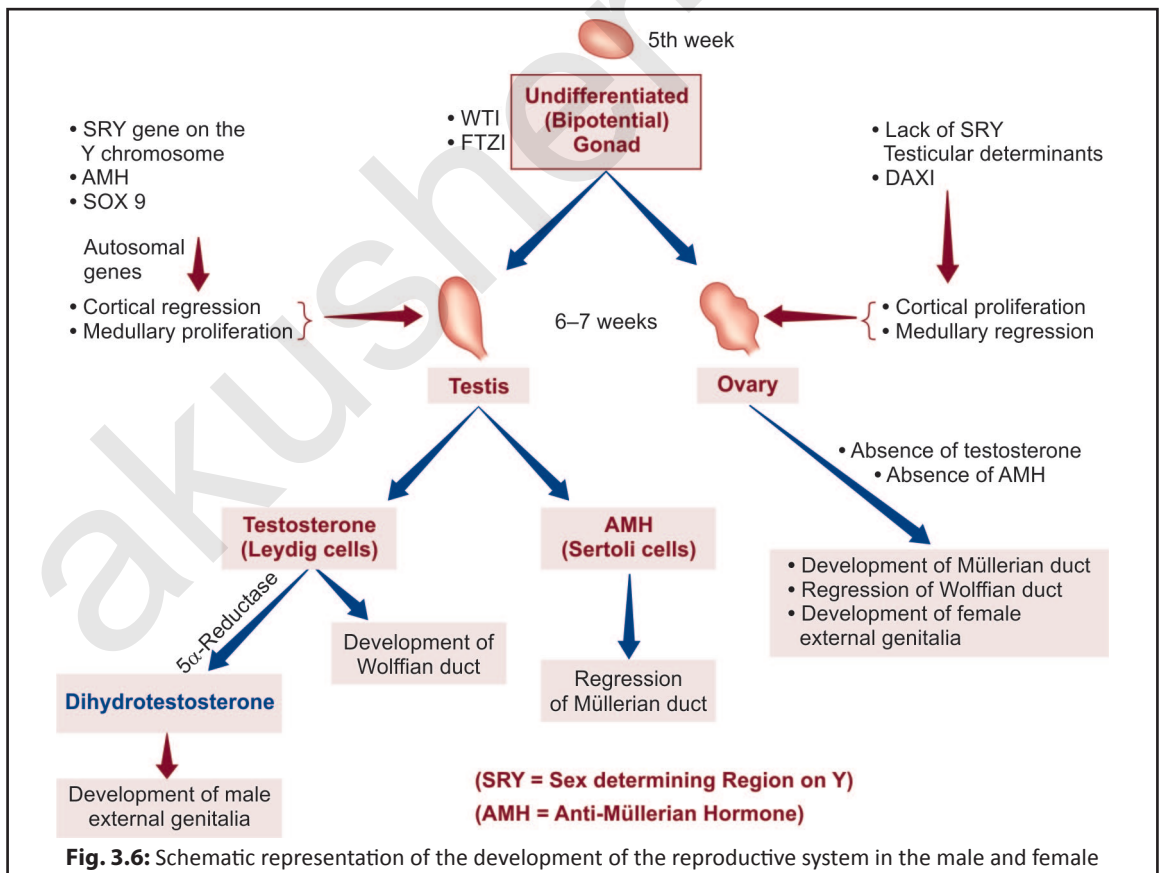 5th week
Undifferentiated
(Bipotential)
Gonad
• WTI
• FTZI
• SRY gene on the
Y chromosome
• AMH
• SOX 9
Autosomal
genes
• Cortical regression
• Medullary proliferation
• Lack of SRY
Testicular determinants
• DAXI
• Cortical proliferation
• Medullary regression
6–7 weeks
Testis
Ovary
• Absence of testosterone
• Absence of AMH
Testosterone
(Leydig cells)
AMH
(Sertoli cells)
• Development of Müllerian duct
• Regression of Wolffian duct
• Development of female
external genitalia
5α-Reductase
Development of
Wolffian duct
Regression
of Müllerian duct
Dihydrotestosterone
Development of male
external genitalia
(SRY = Sex determining Region on Y)
(AMH = Anti-Müllerian Hormone)
Fig. 3.6: Schematic representation of the development of the reproductive system in the male and female
akusher